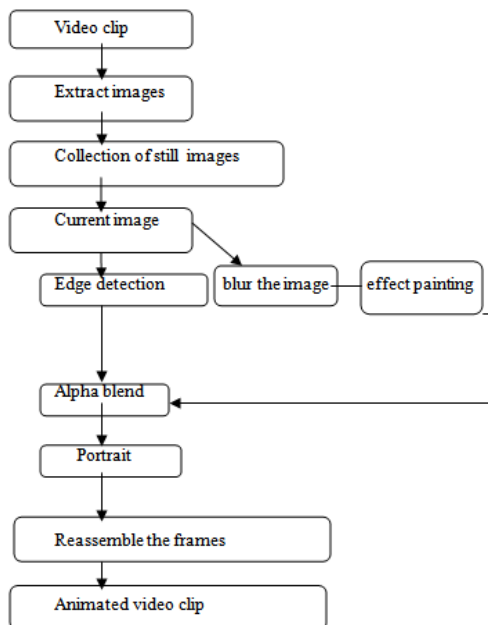 Video clip
Extract images
Collection of still images
Current image
Edge detection
blur the image
effect painting
Alpha blend
Portrait
Reassemble the frames
Animated video clip